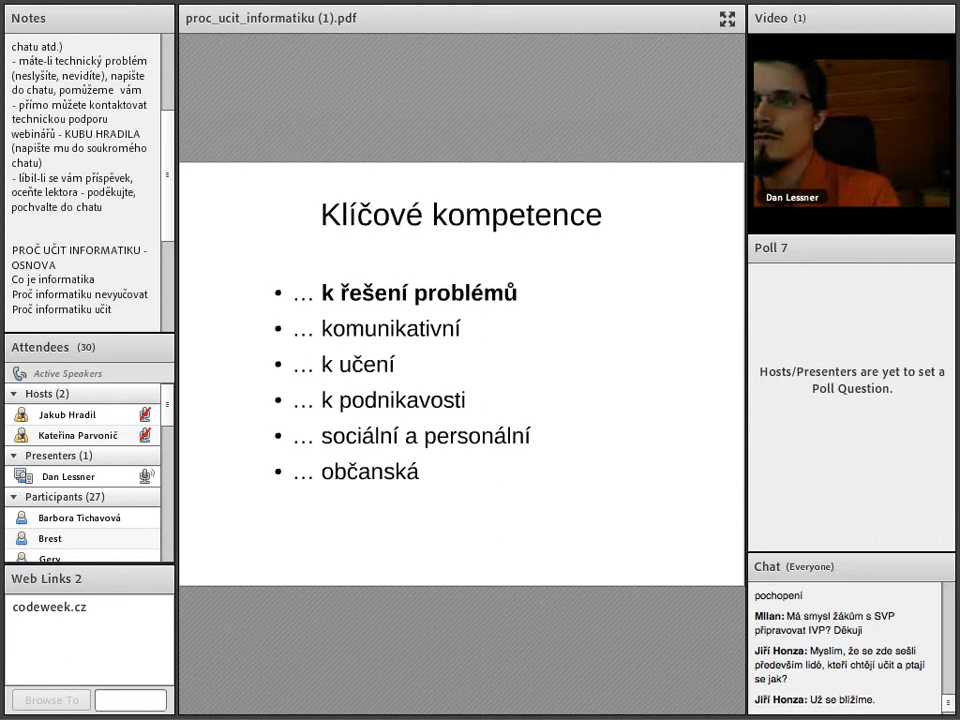 Notes
chatu atd.)
- máte-li technický problém
(neslyšíte, nevidíte), napište
do chatu, pomůžeme vám
- přímo můžete kontaktovat
technickou podporu
webinářů - KUBU HRADILA
(napište mu do soukromého
chatu)
- líbil-li se vám příspěvek,
oceňte lektora - poděkujte,
pochvalte do chatu
PROČ UČIT INFORMATIKU -
OSNOVA
Co je informatika
Proč informatiku nevyučovat
Proč informatiku učit
Attendees (30)
Active Speakers
Hosts (2)
Jakub Hradil
Kateřina Parvonič
Presenters (1)
Dan Lessner
Participants (27)
Barbora Tichavová
Brest
Gery
Web Links 2
codeweek.cz
Browse To
proc_ucit_informatiku (1).pdf
Klíčové kompetence
• … k řešení problémů
• … komunikativní
• … k učení
• … k podnikavosti
• … sociální a personální
• … občanská
Video (1)
Dan Lessner
Poll 7
Hosts/Presenters are yet to set a
Poll Question.
Chat (Everyone)
pochopení
Milan: Má smysl žákům s SVP
připravovat IVP? Děkuji
Jiří Honza: Myslím, že se zde sešli
především lidé, kteří chtějí učit a ptají
se jak?
Jiří Honza: Už se blížíme.